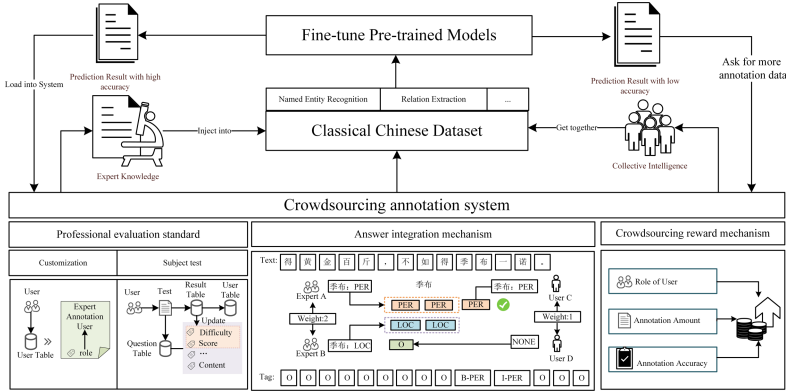 Fine-tune Pre-trained Models
Load into System
Prediction Result with high
accuracy
Prediction Result with low
accuracy
Ask for more
annotation data
Named Entity Recognition
Relation Extraction
...
Classical Chinese Dataset
Inject into
Get together
Expert Knowledge
Collective Intelligence
Crowdsourcing annotation system
Professional evaluation standard
Customization
Subject test
User
User Table
Expert
Annotation
User
role
User
Test
Result
Table
User
Table
Update
Question
Table
Difficulty
Score
...
Content
Answer integration mechanism
Text: 得 黄 金 百 斤 , 不 如 得 季 布 一 诺 。
Expert A
季布: PER
季布
季布: PER
User C
PER PER PER
Weight:2
Weight:1
LOC LOC
Expert B
季布: LOC
O
NONE
User D
Tag: O O O O O O O O O B-PER I-PER O O O
Crowdsourcing reward mechanism
Role of User
Annotation Amount
Annotation Accuracy